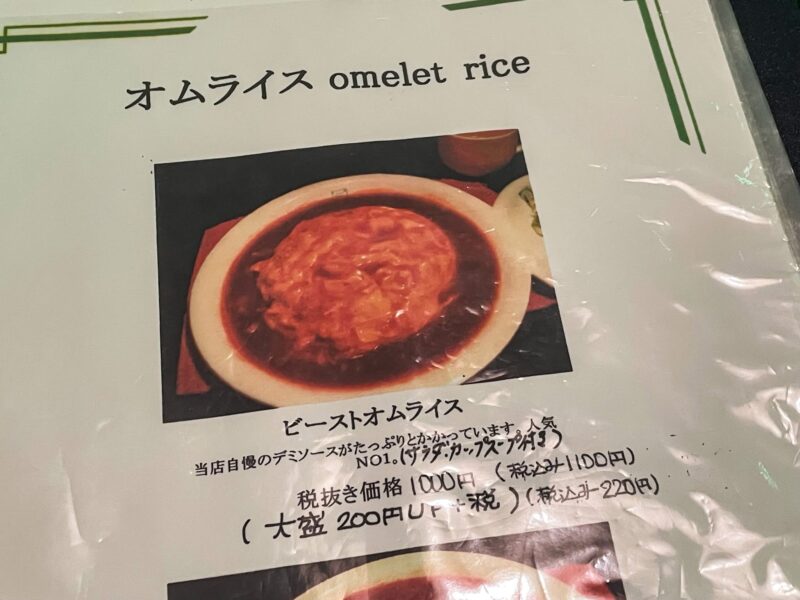 オムライス omelet rice
ビーストオムライス
当店自慢のデミソースがたっぷりとかかっています。人気
NO1。(サラダ・カップスープ付き)
税抜き価格 1000円 (税込み1100円)
(大盛 200円UP+税)(税込み220円)